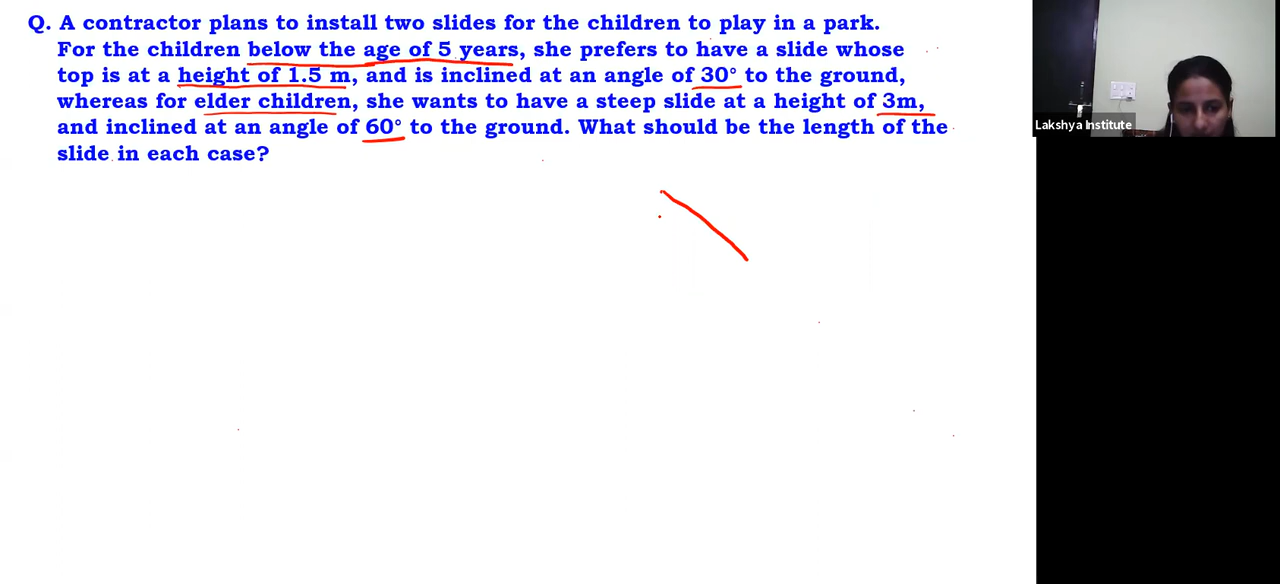 Q. A contractor plans to install two slides for the children to play in a park.
For the children below the age of 5 years, she prefers to have a slide whose
top is at a height of 1.5 m, and is inclined at an angle of 30° to the ground,
whereas for elder children, she wants to have a steep slide at a height of 3m,
and inclined at an angle of 60° to the ground. What should be the length of the
slide in each case?
Lakshya Institute